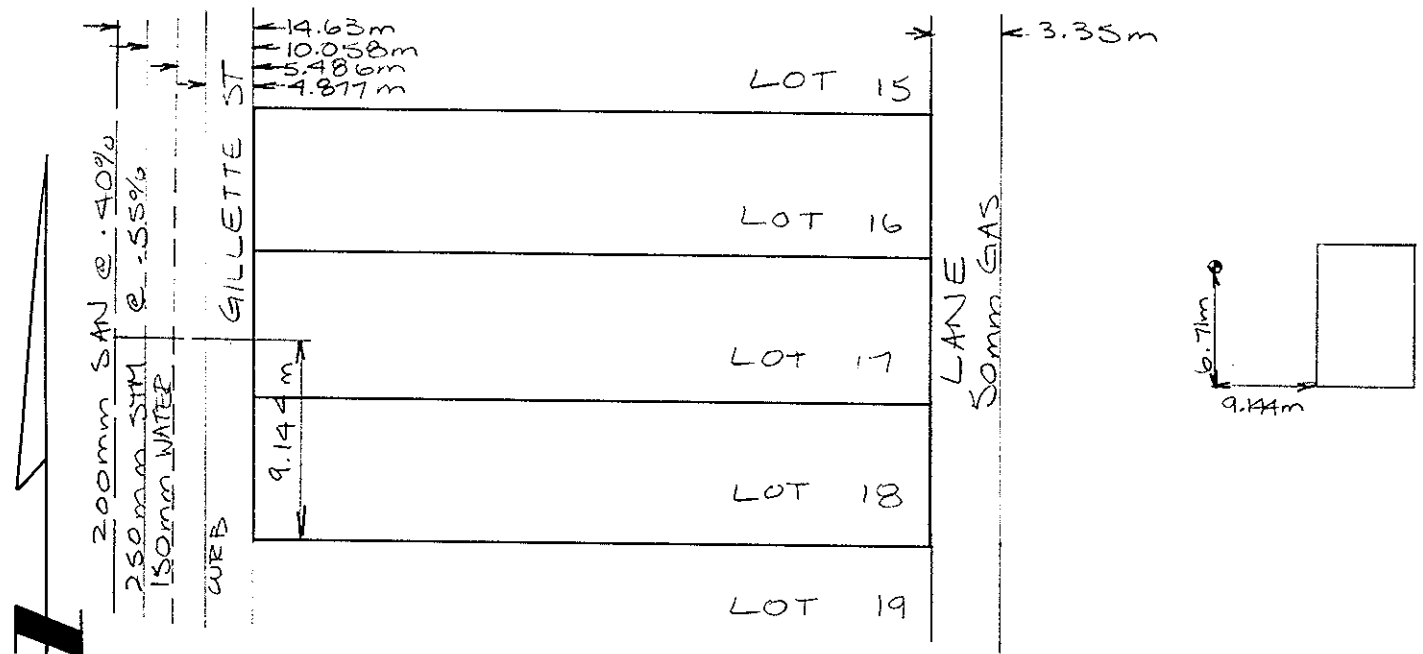 14.63m
10.058m
5.486m
4.877m
3.35m
LOT 15
GILLETTE ST
200mm SAN @ .40%
250mm STM @ .55%
150mm WATER
CURB
LOT 16
LANE
50mm GAS
LOT 17
9.144m
6.71m
9.144m
LOT 18
LOT 19